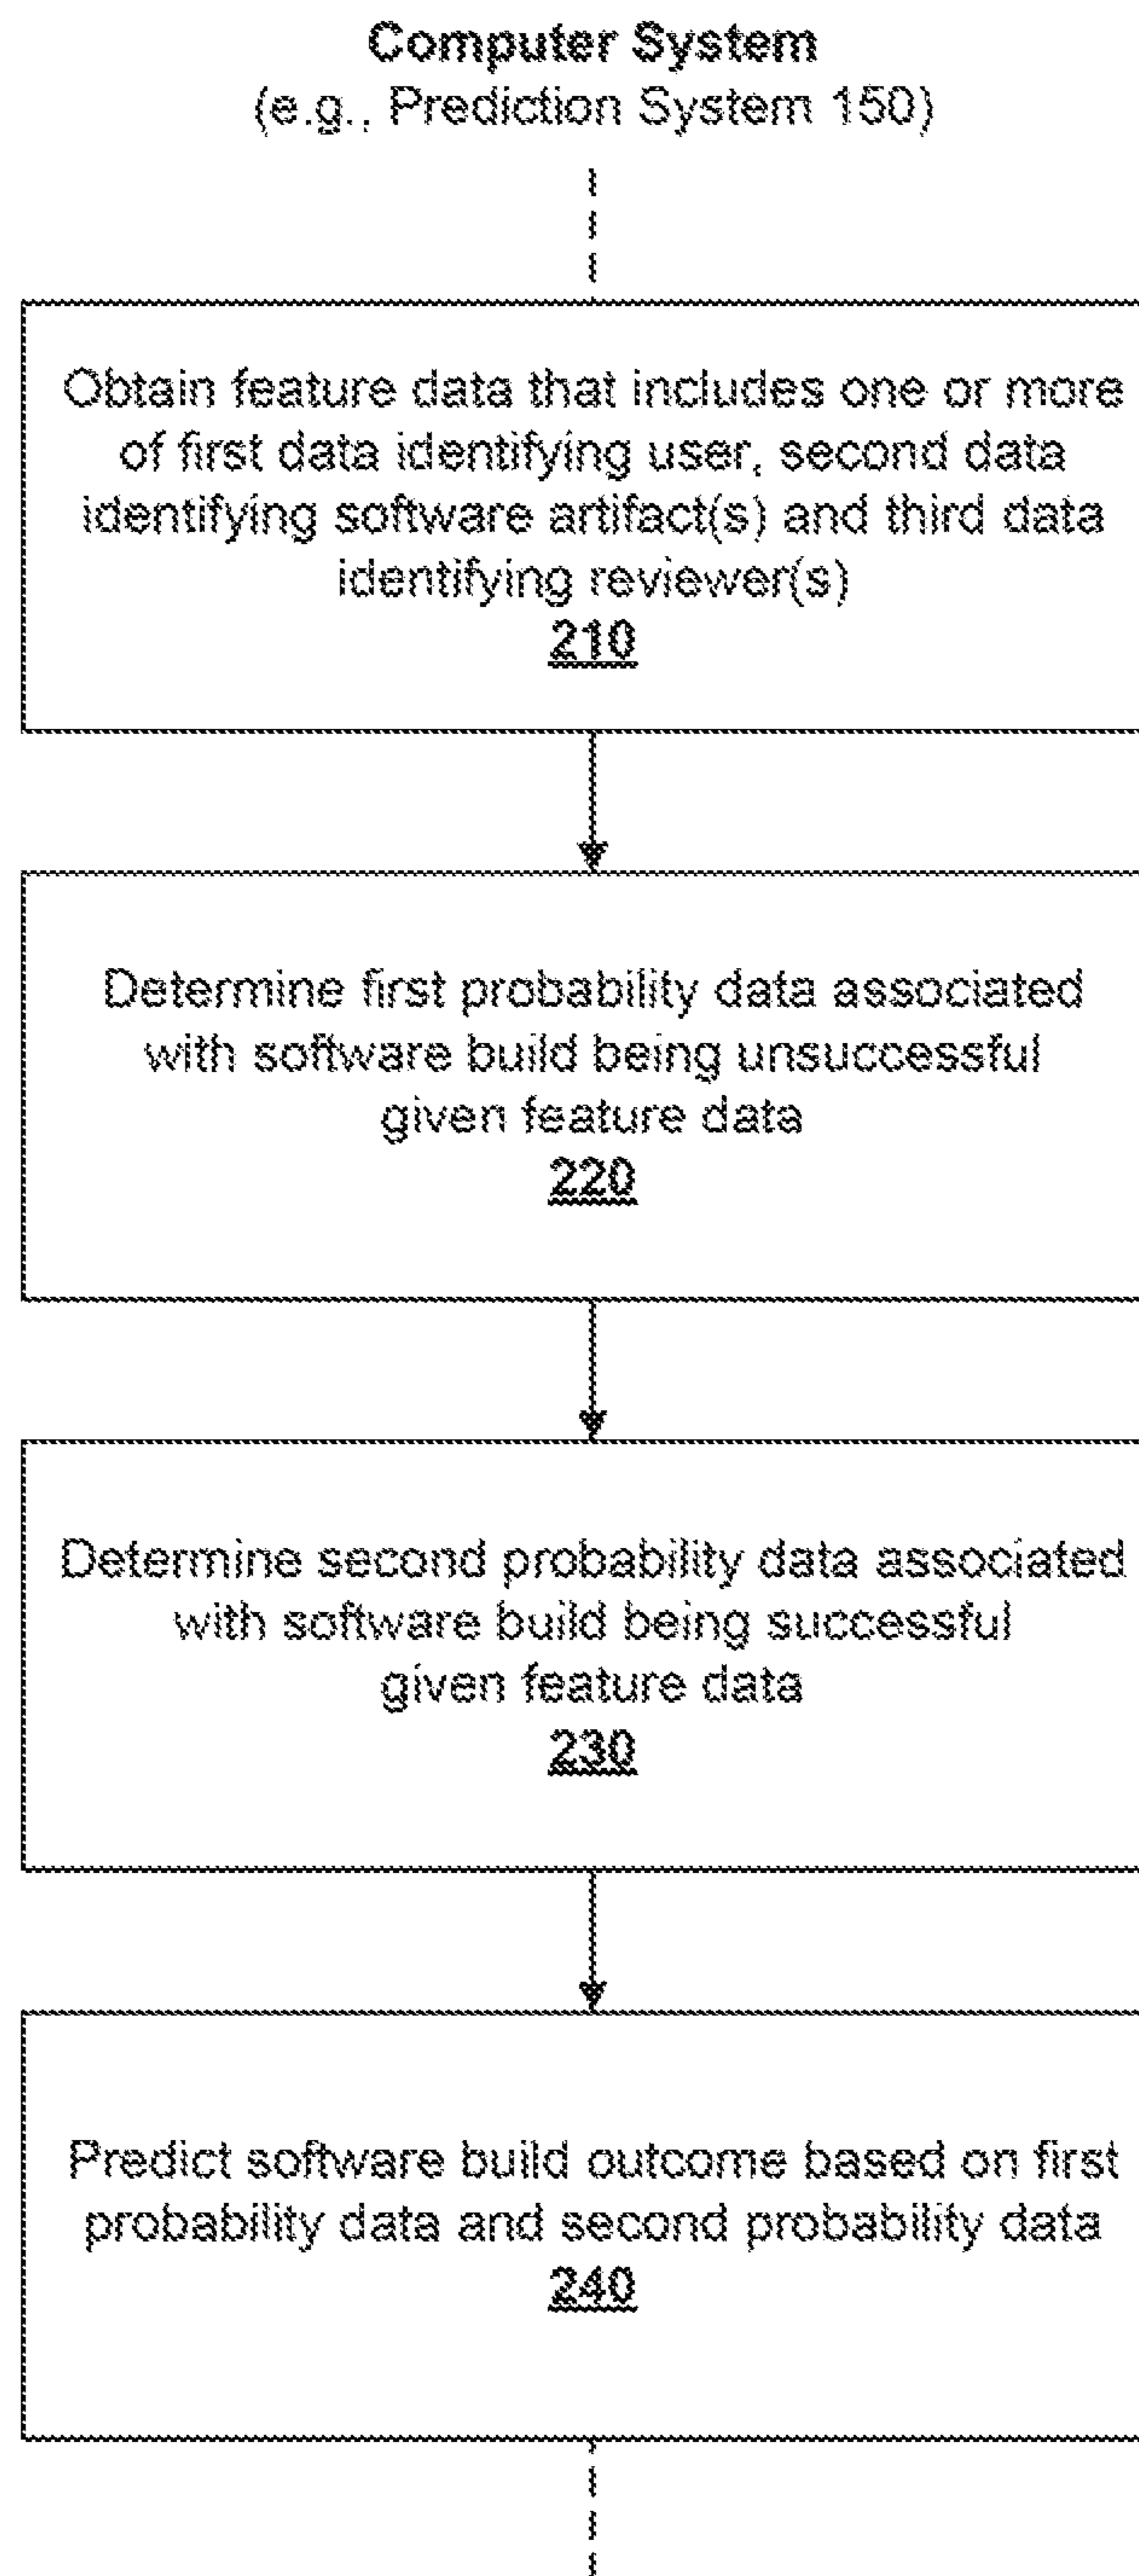 Computer System
(e.g., Prediction System 150)
Obtain feature data that includes one or more
of first data identifying user, second data
identifying software artifact(s) and third data
identifying reviewer(s)
210
Determine first probability data associated
with software build being unsuccessful
given feature data
220
Determine second probability data associated
with software build being successful
given feature data
230
Predict software build outcome based on first
probability data and second probability data
240